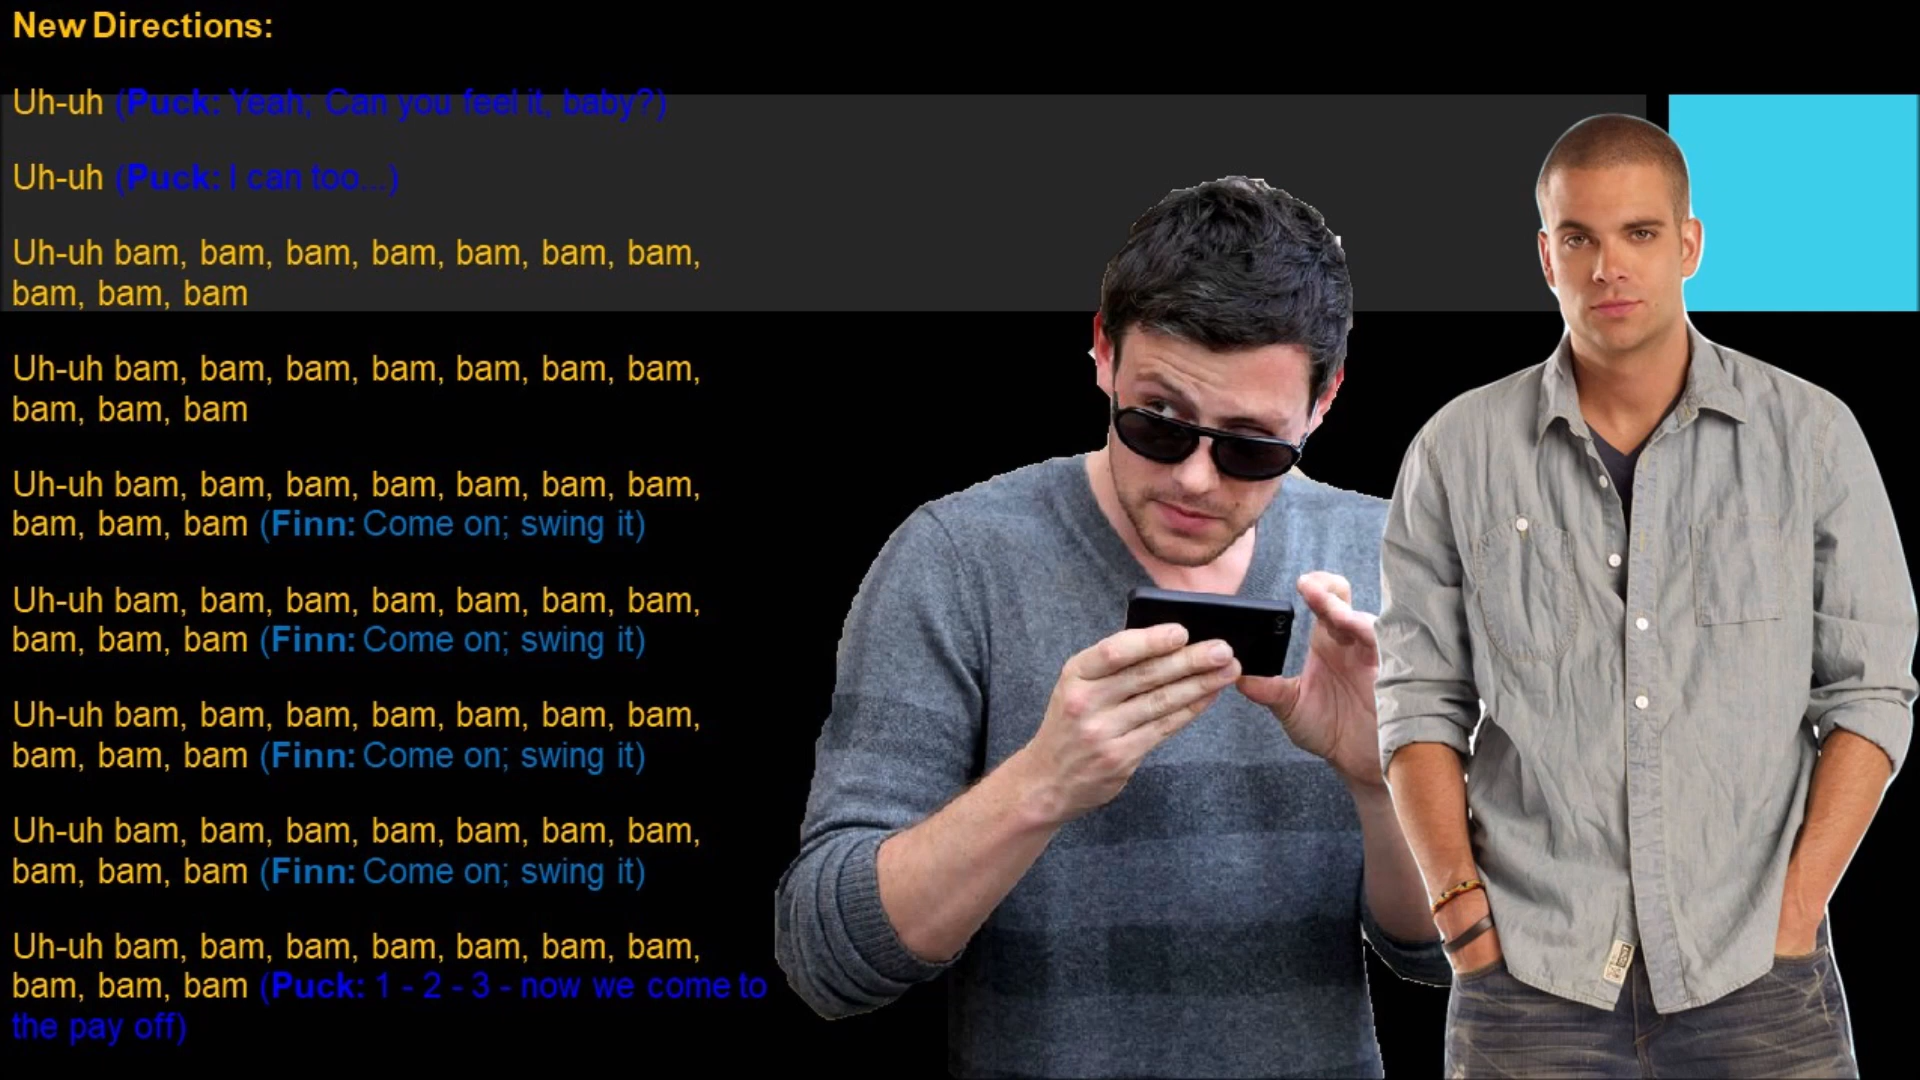 New Directions:
Uh-uh (Puck: Yeah; Can you feel it, baby?)
Uh-uh (Puck: I can too...)
Uh-uh bam, bam, bam, bam, bam, bam, bam,
bam, bam, bam
Uh-uh bam, bam, bam, bam, bam, bam, bam,
bam, bam, bam
Uh-uh bam, bam, bam, bam, bam, bam, bam,
bam, bam, bam (Finn: Come on; swing it)
Uh-uh bam, bam, bam, bam, bam, bam, bam,
bam, bam, bam (Finn: Come on; swing it)
Uh-uh bam, bam, bam, bam, bam, bam, bam,
bam, bam, bam (Finn: Come on; swing it)
Uh-uh bam, bam, bam, bam, bam, bam, bam,
bam, bam, bam (Finn: Come on; swing it)
Uh-uh bam, bam, bam, bam, bam, bam, bam,
bam, bam, bam (Puck: 1 - 2 - 3 - now we come to
the pay off)